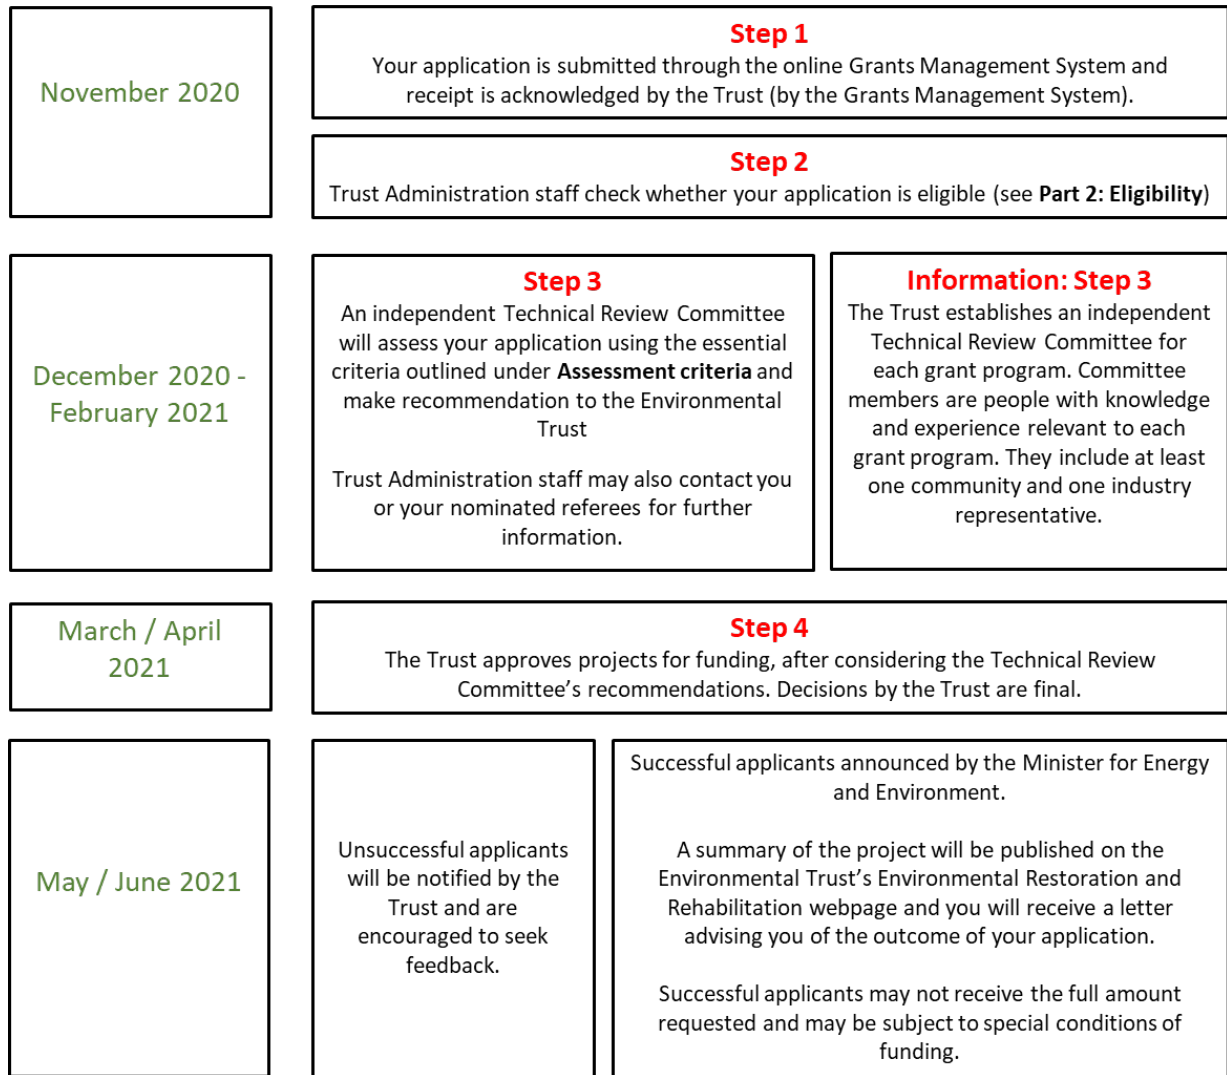 November 2020
Step 1
Your application is submitted through the online Grants Management System and
receipt is acknowledged by the Trust (by the Grants Management System).
Step 2
Trust Administration staff check whether your application is eligible (see Part 2: Eligibility)
December 2020 -
February 2021
Step 3
An independent Technical Review Committee
will assess your application using the essential
criteria outlined under Assessment criteria and
make recommendation to the Environmental
Trust
Trust Administration staff may also contact you
or your nominated referees for further
information.
Information: Step 3
The Trust establishes an independent
Technical Review Committee for
each grant program. Committee
members are people with knowledge
and experience relevant to each
grant program. They include at least
one community and one industry
representative.
March / April
2021
Step 4
The Trust approves projects for funding, after considering the Technical Review
Committee's recommendations. Decisions by the Trust are final.
May / June 2021
Unsuccessful applicants
will be notified by the
Trust and are
encouraged to seek
feedback.
Successful applicants announced by the Minister for Energy
and Environment.
A summary of the project will be published on the
Environmental Trust's Environmental Restoration and
Rehabilitation webpage and you will receive a letter
advising you of the outcome of your application.
Successful applicants may not receive the full amount
requested and may be subject to special conditions of
funding.